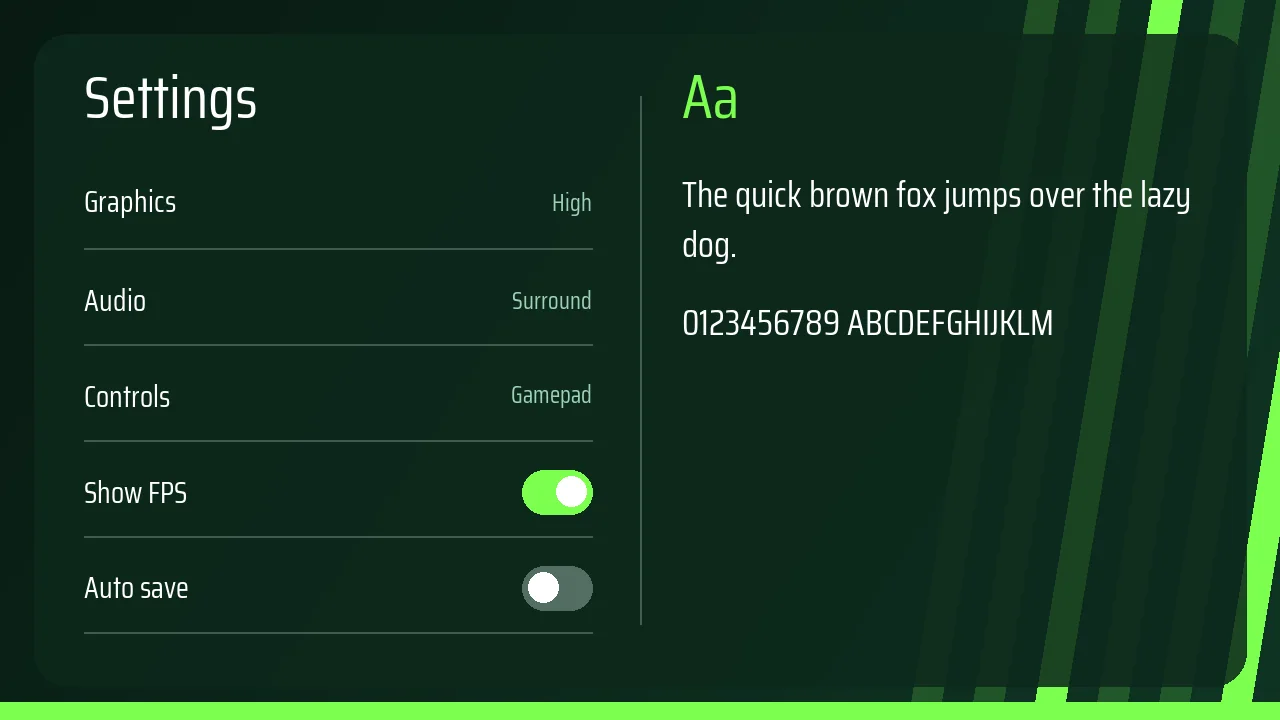 Settings
Graphics High
Audio Surround
Controls Gamepad
Show FPS
Auto save
Aa
The quick brown fox jumps over the lazy
dog.
0123456789 ABCDEFGHIJKLM